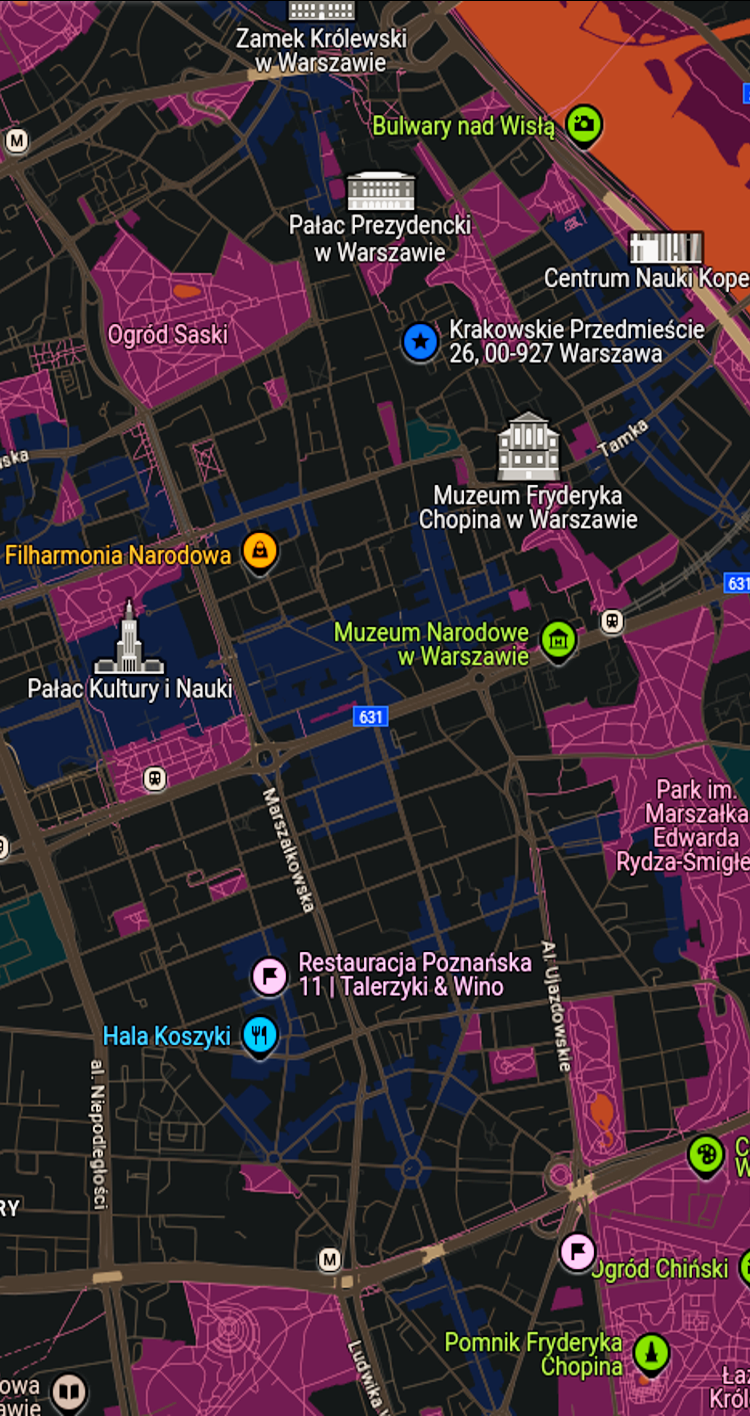 Zamek Królewski
w Warszawie
Bulwary nad Wisłą
M
Pałac Prezydencki
w Warszawie
Centrum Nauki Kope
Ogród Saski
Krakowskie Przedmieście
26, 00-927 Warszawa
Tamka
ska
Muzeum Fryderyka
Chopina w Warszawie
Filharmonia Narodowa
631
Muzeum Narodowe
w Warszawie
Pałac Kultury i Nauki
631
Park im.
Marszałka
Edwarda
Rydza-Śmigłe
Marszałkowska
Restauracja Poznańska
11 | Talerzyki & Wino
Al. Ujazdowskie
Hala Koszyki
al. Niepodległości
C
W
RY
M
Ogród Chiński
Pomnik Fryderyka
Chopina
Ludwika
Łaz
Król
owa
awie